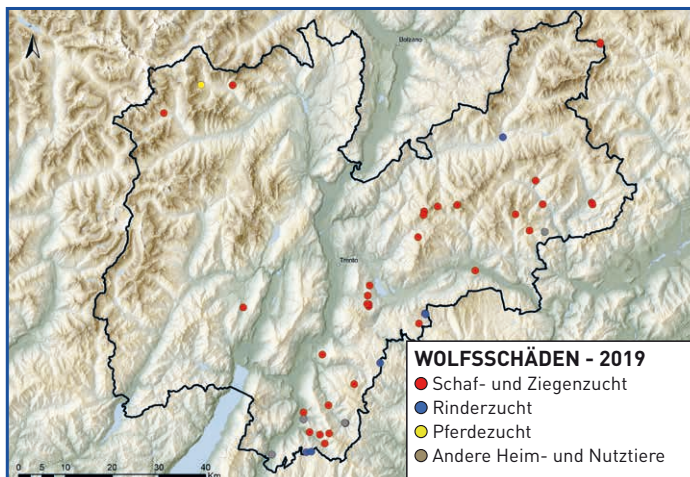 Bolzano
Trento
WOLFSSCHÄDEN - 2019
Schaf- und Ziegenzucht
Rinderzucht
Pferdezucht
Andere Heim- und Nutztiere
0 5 10 20 30 40
Km